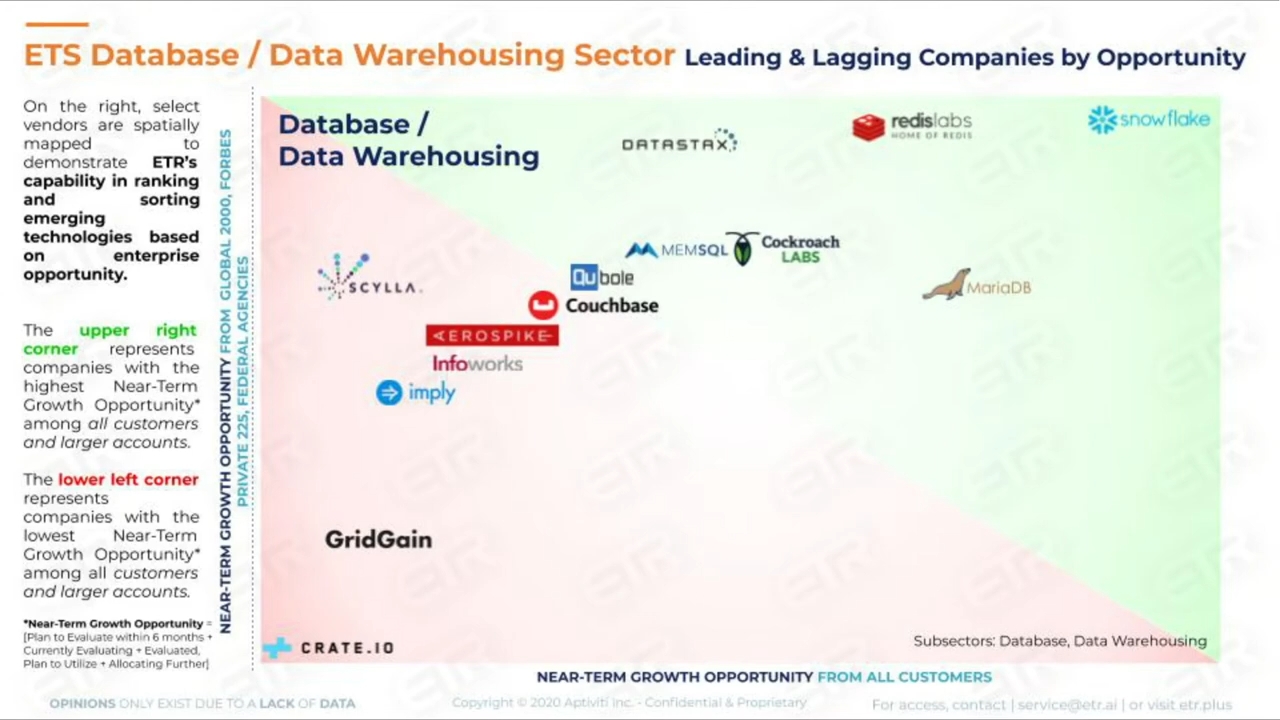 ETS Database / Data Warehousing Sector Leading & Lagging Companies by Opportunity
On the right, select
vendors are spatially
mapped to
demonstrate ETR's
capability in ranking
and sorting
emerging
technologies based
on enterprise
opportunity.
The upper right
corner represents
companies with the
highest Near-Term
Growth Opportunity*
among all customers
and larger accounts.
The lower left corner
represents
companies with the
lowest Near-Term
Growth Opportunity*
among all customers
and larger accounts.
*Near-Term Growth Opportunity =
[Plan to Evaluate within 6 months +
Currently Evaluating + Evaluated,
Plan to Utilize + Allocating Further]
NEAR-TERM GROWTH OPPORTUNITY FROM GLOBAL 2000, FORBES
PRIVATE 225, FEDERAL AGENCIES
Database /
Data Warehousing
DATASTAX
redislabs
HOME OF REDIS
snowflake
MEMSQL
Cockroach
LABS
SCYLLA.
Qubole
MariaDB
Couchbase
AEROSPIKE
Infoworks
imply
GridGain
CRATE.IO
Subsectors: Database, Data Warehousing
NEAR-TERM GROWTH OPPORTUNITY FROM ALL CUSTOMERS
OPINIONS ONLY EXIST DUE TO A LACK OF DATA
Copyright © 2020 Aptiviti Inc. - Confidential & Proprietary
For access, contact | service@etr.ai | or visit etr.plus